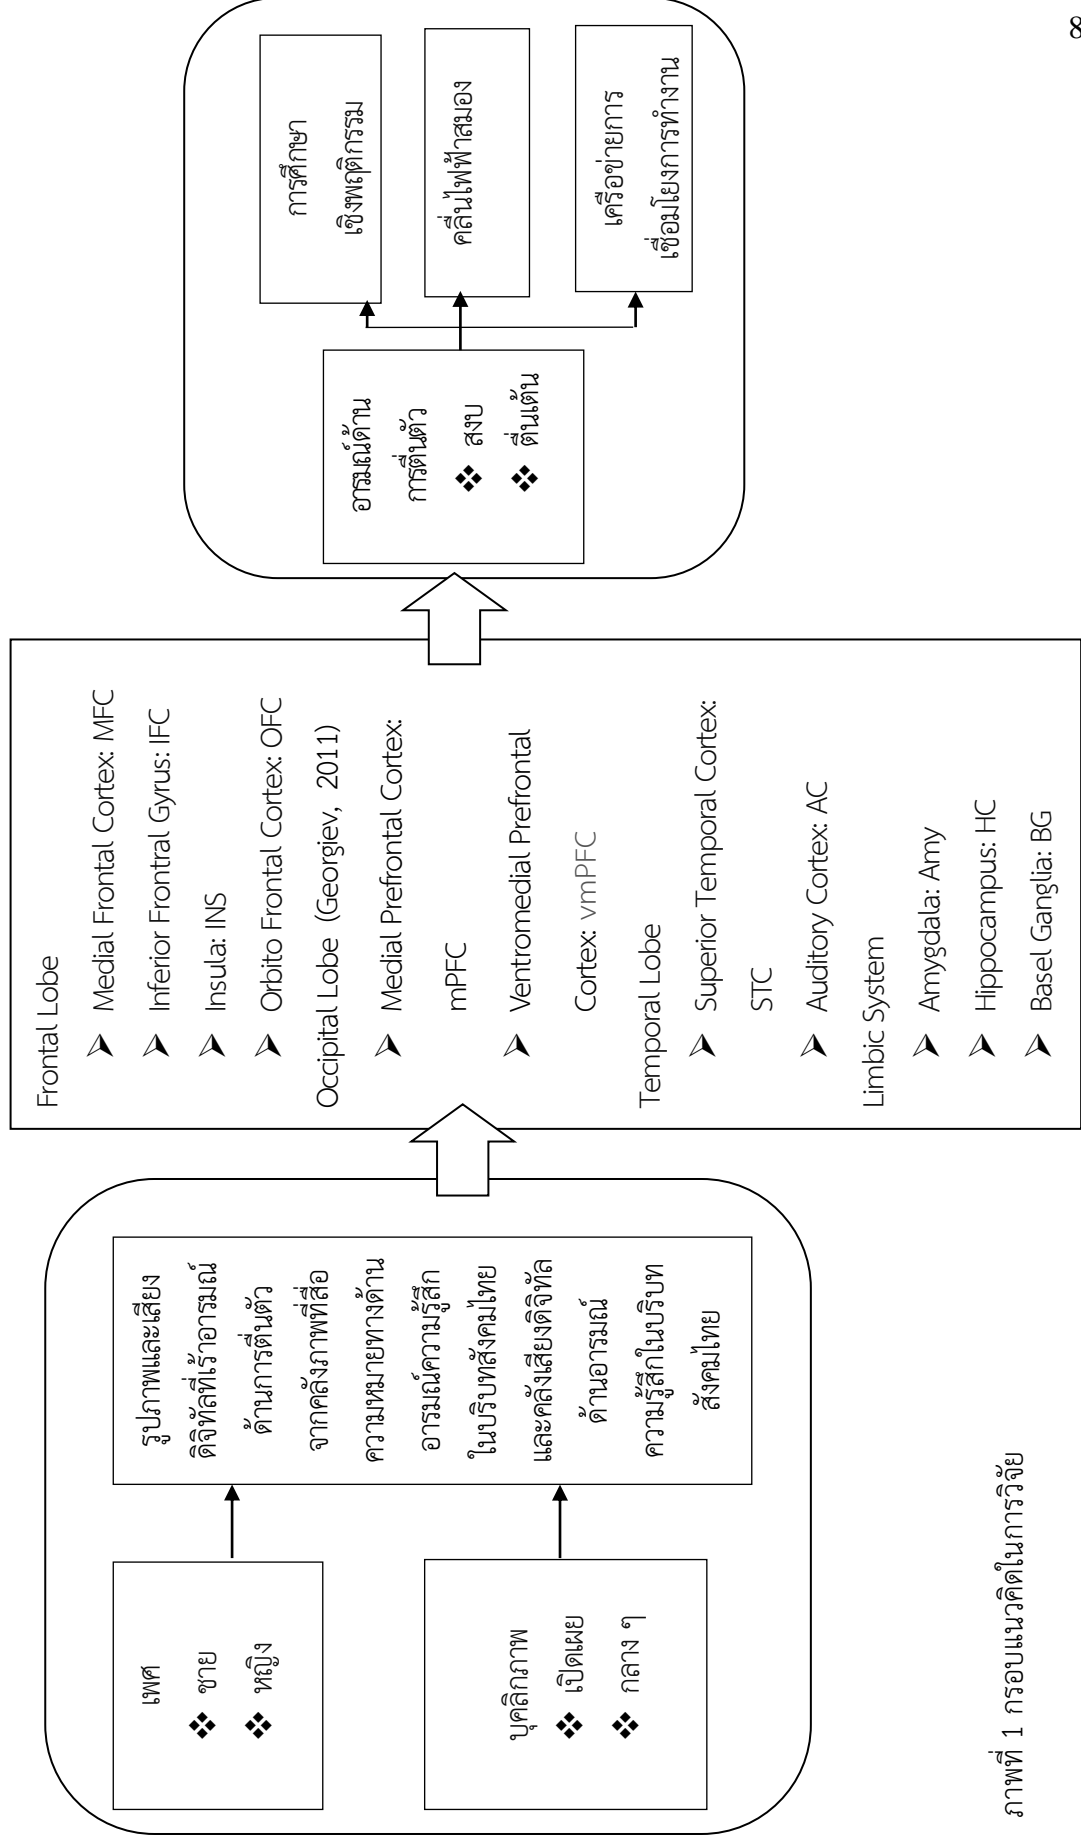 8
เพศ
❖ ชาย
❖ หญิง
บุคลิกภาพ
❖ เปิดเผย
❖ กลาง ๆ
รูปภาพและเสียง
ดิจิทัลที่เร้าอารมณ์
ด้านการตื่นตัว
จากคลังภาพที่สื่อ
ความหมายทางด้าน
อารมณ์ความรู้สึก
ในบริบทสังคมไทย
และคลังเสียงดิจิทัล
ด้านอารมณ์
ความรู้สึกในบริบท
สังคมไทย
Frontal Lobe
➢ Medial Frontal Cortex: MFC
➢ Inferior Frontral Gyrus: IFC
➢ Insula: INS
➢ Orbito Frontal Cortex: OFC
Occipital Lobe (Georgiev, 2011)
➢ Medial Prefrontal Cortex:
mPFC
➢ Ventromedial Prefrontal
Cortex: vmPFC
Temporal Lobe
➢ Superior Temporal Cortex:
STC
➢ Auditory Cortex: AC
Limbic System
➢ Amygdala: Amy
➢ Hippocampus: HC
➢ Basel Ganglia: BG
อารมณ์ด้าน
การตื่นตัว
❖ สงบ
❖ ตื่นเต้น
การศึกษา
เชิงพฤติกรรม
คลื่นไฟฟ้าสมอง
เครือข่ายการ
เชื่อมโยงการทำงาน
ภาพที่ 1 กรอบแนวคิดในการวิจัย